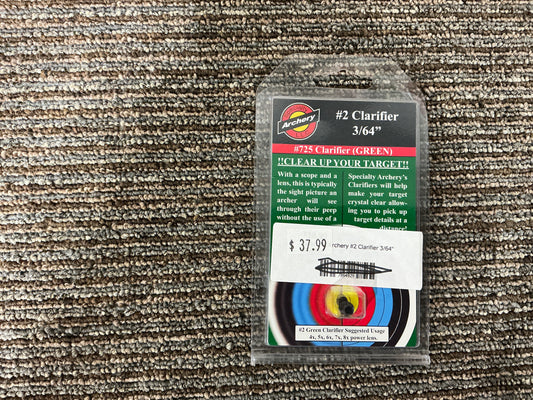 Archery
#2 Clarifier
3/64”
#725 Clarifier (GREEN)
!!CLEAR UP YOUR TARGET!!
With a scope and a
lens, this is typically
the sight picture an
archer will see
through their peep
without the use of a
Specialty Archery's
Clarifiers will help
make your target
crystal clear allow-
ing you to pick up
target details at a
distance!
$ 37.99
rchery #2 Clarifier 3/64"
#2 Green Clarifier Suggested Usage
4x, 5x, 6x, 7x, 8x power lens.